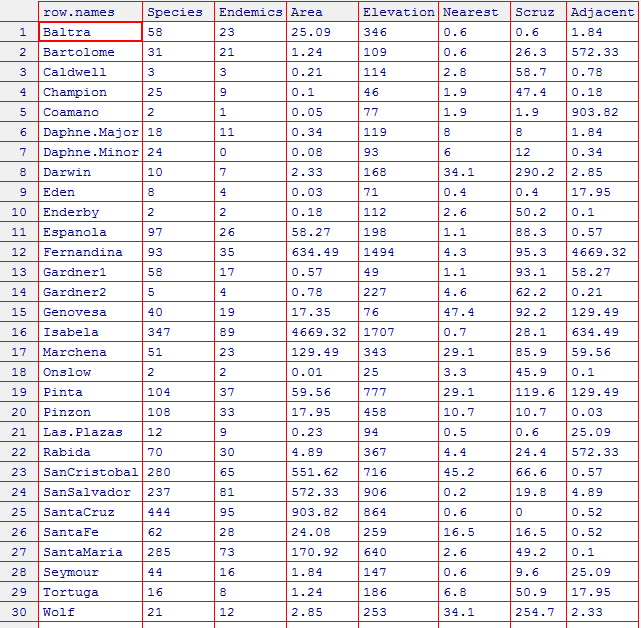 row.names Species Endemics Area Elevation Nearest Scruz Adjacent
1 Baltra 58 23 25.09 346 0.6 0.6 1.84
2 Bartolome 31 21 1.24 109 0.6 26.3 572.33
3 Caldwell 3 3 0.21 114 2.8 58.7 0.78
4 Champion 25 9 0.1 46 1.9 47.4 0.18
5 Coamano 2 1 0.05 77 1.9 1.9 903.82
6 Daphne.Major 18 11 0.34 119 8 8 1.84
7 Daphne.Minor 24 0 0.08 93 6 12 0.34
8 Darwin 10 7 2.33 168 34.1 290.2 2.85
9 Eden 8 4 0.03 71 0.4 0.4 17.95
10 Enderby 2 2 0.18 112 2.6 50.2 0.1
11 Espanola 97 26 58.27 198 1.1 88.3 0.57
12 Fernandina 93 35 634.49 1494 4.3 95.3 4669.32
13 Gardner1 58 17 0.57 49 1.1 93.1 58.27
14 Gardner2 5 4 0.78 227 4.6 62.2 0.21
15 Genovesa 40 19 17.35 76 47.4 92.2 129.49
16 Isabela 347 89 4669.32 1707 0.7 28.1 634.49
17 Marchena 51 23 129.49 343 29.1 85.9 59.56
18 Onslow 2 2 0.01 25 3.3 45.9 0.1
19 Pinta 104 37 59.56 777 29.1 119.6 129.49
20 Pinzon 108 33 17.95 458 10.7 10.7 0.03
21 Las.Plazas 12 9 0.23 94 0.5 0.6 25.09
22 Rabida 70 30 4.89 367 4.4 24.4 572.33
23 SanCristobal 280 65 551.62 716 45.2 66.6 0.57
24 SanSalvador 237 81 572.33 906 0.2 19.8 4.89
25 SantaCruz 444 95 903.82 864 0.6 0 0.52
26 SantaFe 62 28 24.08 259 16.5 16.5 0.52
27 SantaMaria 285 73 170.92 640 2.6 49.2 0.1
28 Seymour 44 16 1.84 147 0.6 9.6 25.09
29 Tortuga 16 8 1.24 186 6.8 50.9 17.95
30 Wolf 21 12 2.85 253 34.1 254.7 2.33